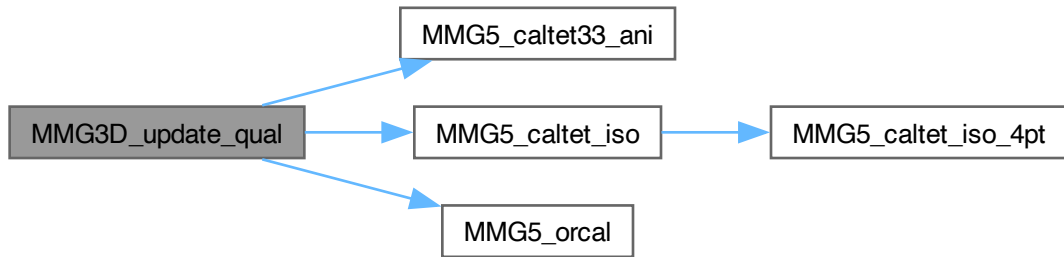 MMG5_caltet33_ani
MMG3D_update_qual
MMG5_caltet_iso
MMG5_caltet_iso_4pt
MMG5_orcal